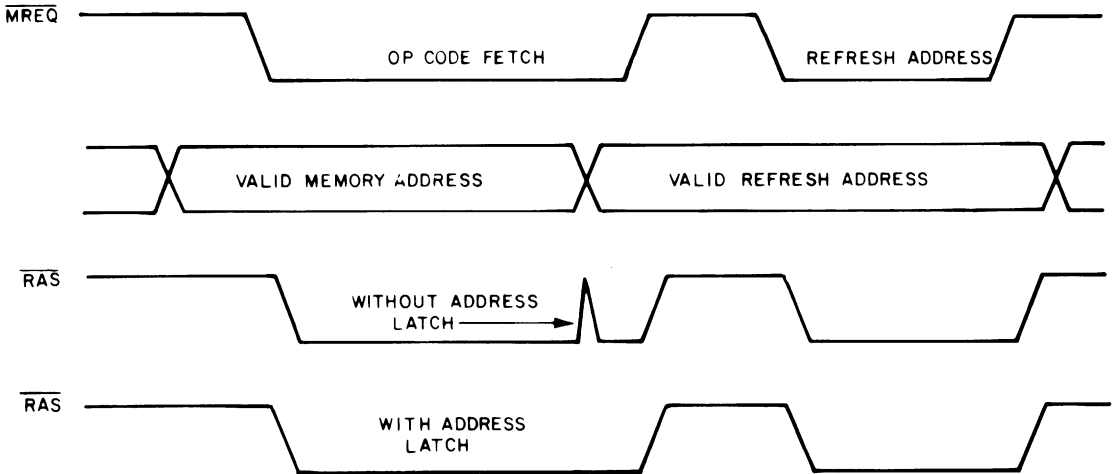 MREQ
OP CODE FETCH
REFRESH ADDRESS
VALID MEMORY ADDRESS
VALID REFRESH ADDRESS
RAS
WITHOUT ADDRESS
LATCH
RAS
WITH ADDRESS
LATCH